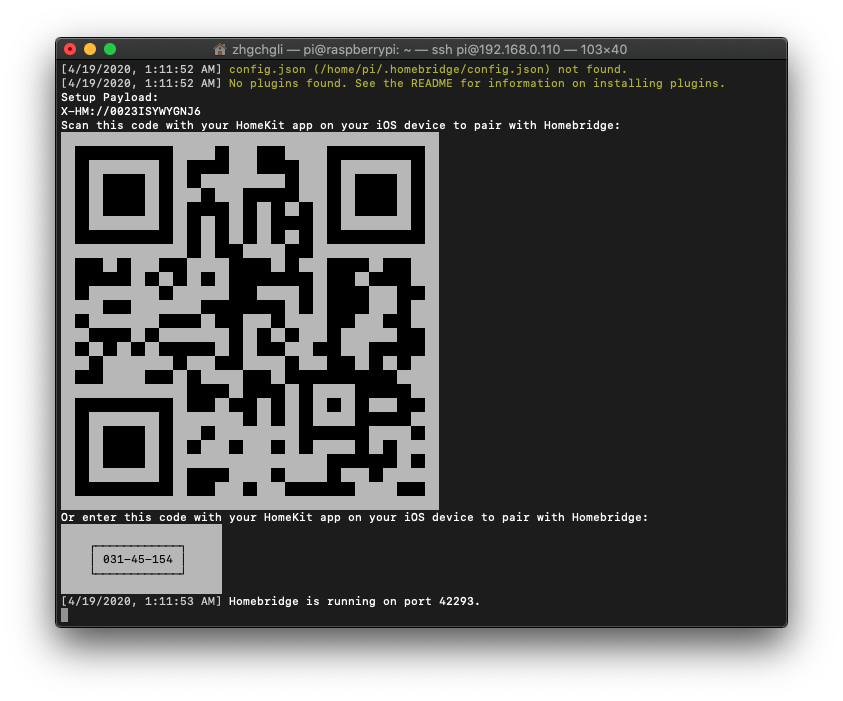 zhgchgli — pi@raspberrypi: ~ — ssh pi@192.168.0.110 — 103×40
[4/19/2020, 1:11:52 AM] config.json (/home/pi/.homebridge/config.json) not found.
[4/19/2020, 1:11:52 AM] No plugins found. See the README for information on installing plugins.
Setup Payload:
X-HM://0023ISYWYGNJ6
Scan this code with your HomeKit app on your iOS device to pair with Homebridge:
Or enter this code with your HomeKit app on your iOS device to pair with Homebridge:
031-45-154
[4/19/2020, 1:11:53 AM] Homebridge is running on port 42293.